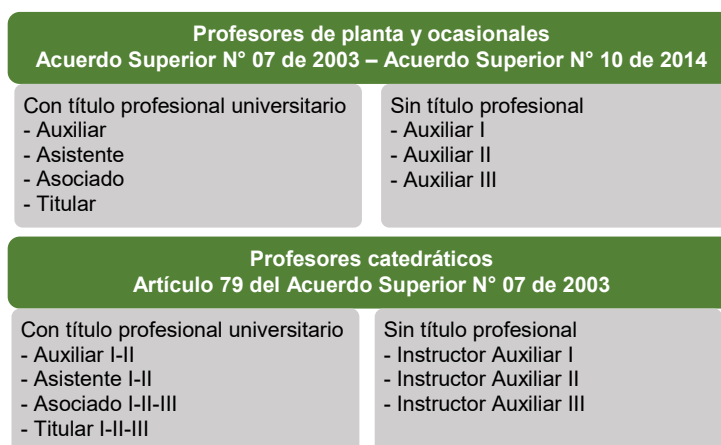 Profesores de planta y ocasionales
Acuerdo Superior N° 07 de 2003 – Acuerdo Superior N° 10 de 2014
Con título profesional universitario
- Auxiliar
- Asistente
- Asociado
- Titular
Sin título profesional
- Auxiliar I
- Auxiliar II
- Auxiliar III
Profesores catedráticos
Artículo 79 del Acuerdo Superior N° 07 de 2003
Con título profesional universitario
- Auxiliar I-II
- Asistente I-II
- Asociado I-II-III
- Titular I-II-III
Sin título profesional
- Instructor Auxiliar I
- Instructor Auxiliar II
- Instructor Auxiliar III